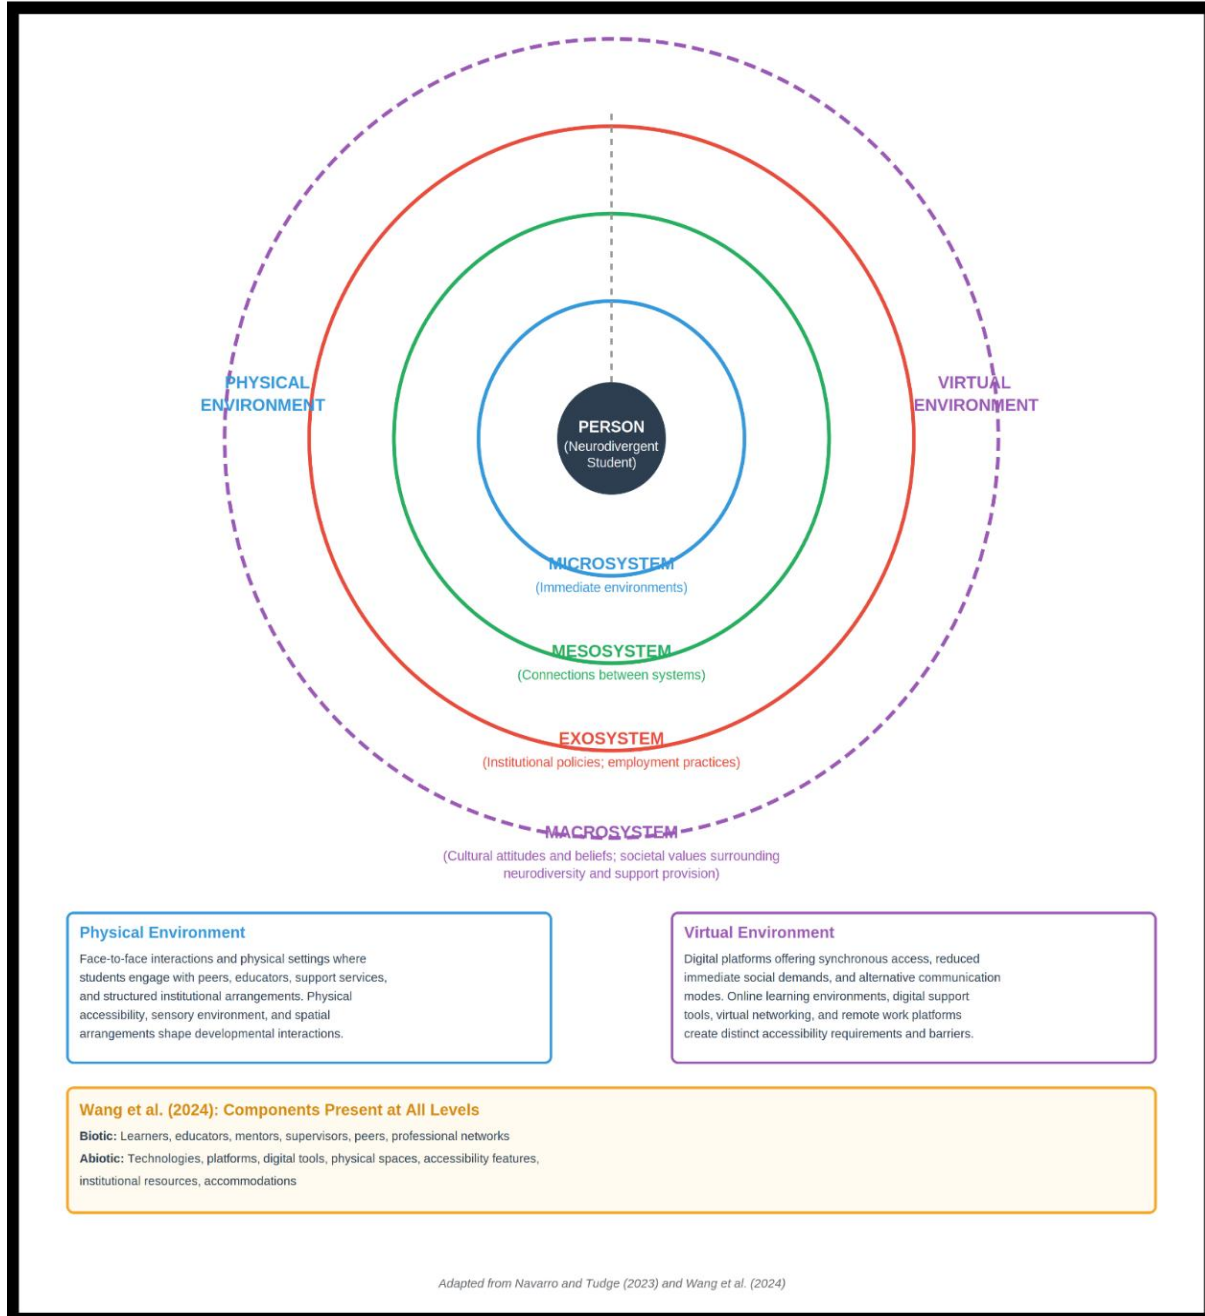 PHYSICAL
ENVIRONMENT
VIRTUAL
ENVIRONMENT
PERSON
(Neurodivergent
Student)
MICROSYSTEM
(Immediate environments)
MESOSYSTEM
(Connections between systems)
EXOSYSTEM
(Institutional policies; employment practices)
MACROSYSTEM
(Cultural attitudes and beliefs; societal values surrounding
neurodiversity and support provision)
Physical Environment
Face-to-face interactions and physical settings where
students engage with peers, educators, support services,
and structured institutional arrangements. Physical
accessibility, sensory environment, and spatial
arrangements shape developmental interactions.
Virtual Environment
Digital platforms offering synchronous access, reduced
immediate social demands, and alternative communication
modes. Online learning environments, digital support
tools, virtual networking, and remote work platforms
create distinct accessibility requirements and barriers.
Wang et al. (2024): Components Present at All Levels
Biotic: Learners, educators, mentors, supervisors, peers, professional networks
Abiotic: Technologies, platforms, digital tools, physical spaces, accessibility features,
institutional resources, accommodations
Adapted from Navarro and Tudge (2023) and Wang et al. (2024)